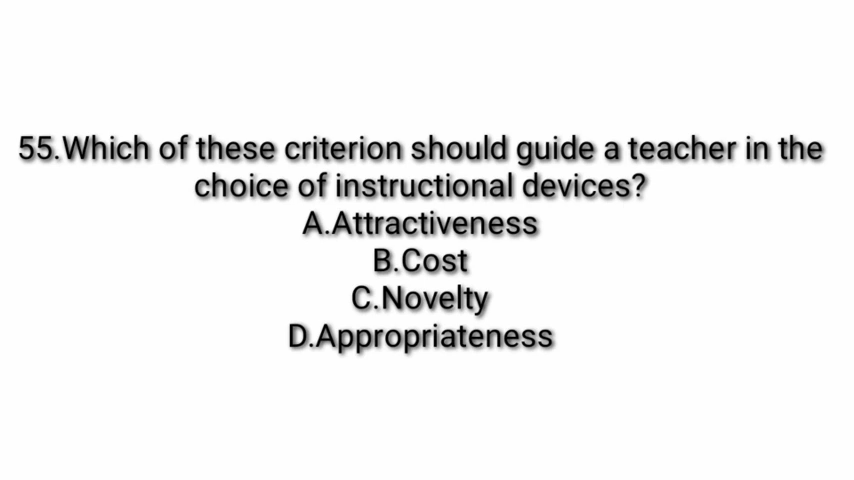 55.Which of these criterion should guide a teacher in the
choice of instructional devices?
A.Attractiveness
B.Cost
C.Novelty
D.Appropriateness